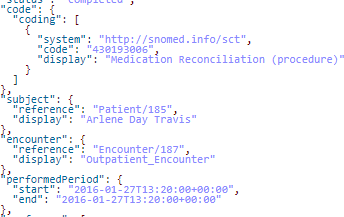 "status": "completed",
"code": {
"coding": [
{
"system": "http://snomed.info/sct",
"code": "430193006",
"display": "Medication Reconciliation (procedure)"
}
]
},
"subject": {
"reference": "Patient/185",
"display": "Arlene Day Travis"
},
"encounter": {
"reference": "Encounter/187",
"display": "Outpatient_Encounter"
},
"performedPeriod": {
"start": "2016-01-27T13:20:00+00:00",
"end": "2016-01-27T13:20:00+00:00"
},